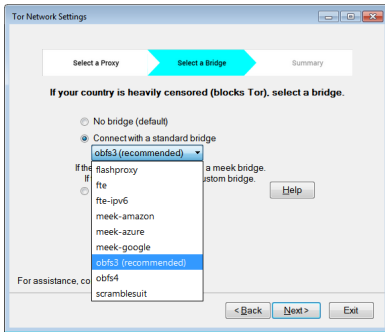 Tor Network Settings
Select a Proxy
Select a Bridge
Summary
If your country is heavily censored (blocks Tor), select a bridge.
No bridge (default)
Connect with a standard bridge
obfs3 (recommended)
If the a meek bridge.
If ustom bridge.
flashproxy
fte
fte-ipv6
meek-amazon
meek-azure
meek-google
obfs3 (recommended)
obfs4
scramblesuit
Help
For assistance, co
< Back
Next >
Exit